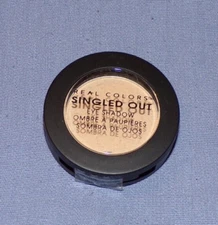 REAL COLORS
SINGLED OUT
EYE SHADOW
OMBRE À PAUPIÈRES
SOMBRA DE OJOS